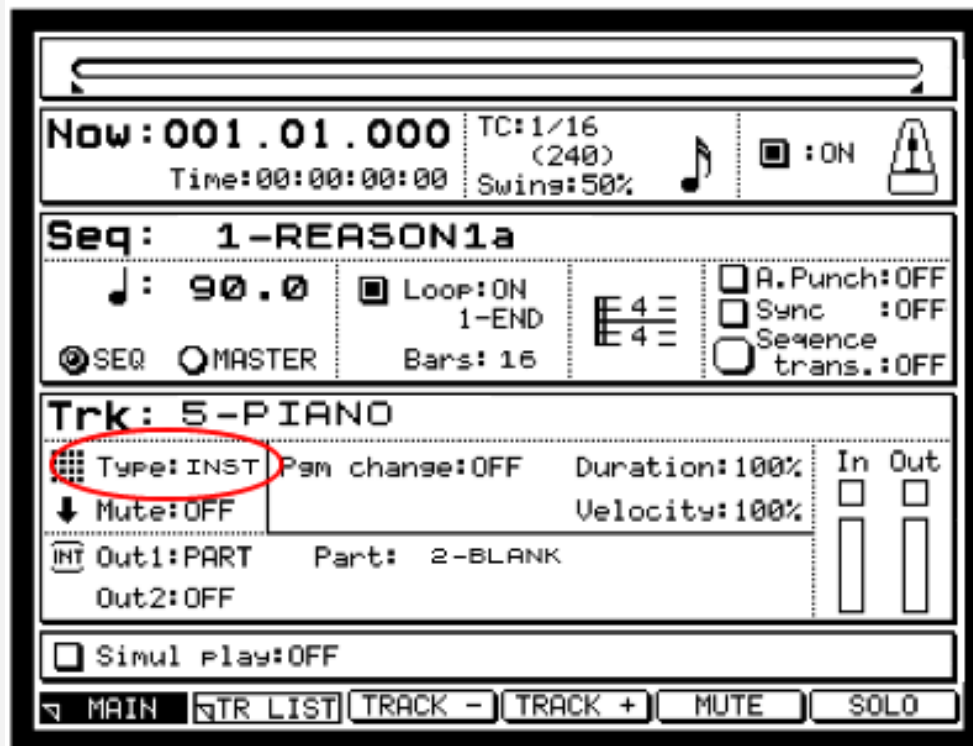 Now:001.01.000
TC:1/16
(240)
:ON
Time:00:00:00:00
Swing:50%
Seq: 1-REASON1a
: 90.0
Loop:ON
1-END
4
4
A.Punch:OFF
Sync :OFF
Seqence
trans.:OFF
SEQ MASTER
Bars: 16
Trk: 5-PIANO
Type:INST
Pgm change:OFF
Duration:100%
In Out
Mute:OFF
Velocity:100%
INT Out1:PART Part: 2-BLANK
Out2:OFF
Simul play:OFF
MAIN TR LIST TRACK - TRACK + MUTE SOLO